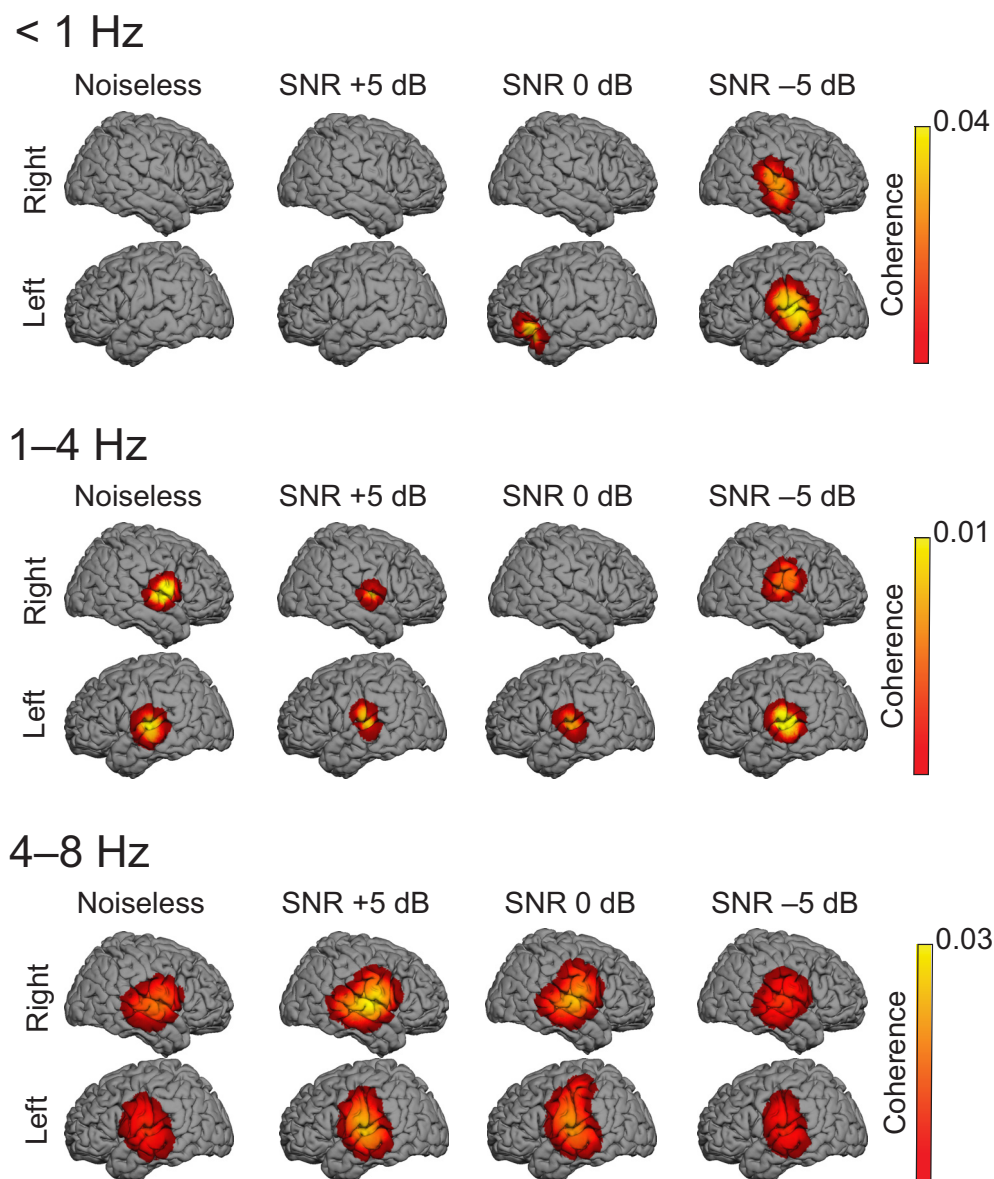 < 1 Hz
Noiseless SNR +5 dB SNR 0 dB SNR –5 dB
Right
Left
0.04
Coherence
1–4 Hz
Noiseless SNR +5 dB SNR 0 dB SNR –5 dB
Right
Left
0.01
Coherence
4–8 Hz
Noiseless SNR +5 dB SNR 0 dB SNR –5 dB
Right
Left
0.03
Coherence